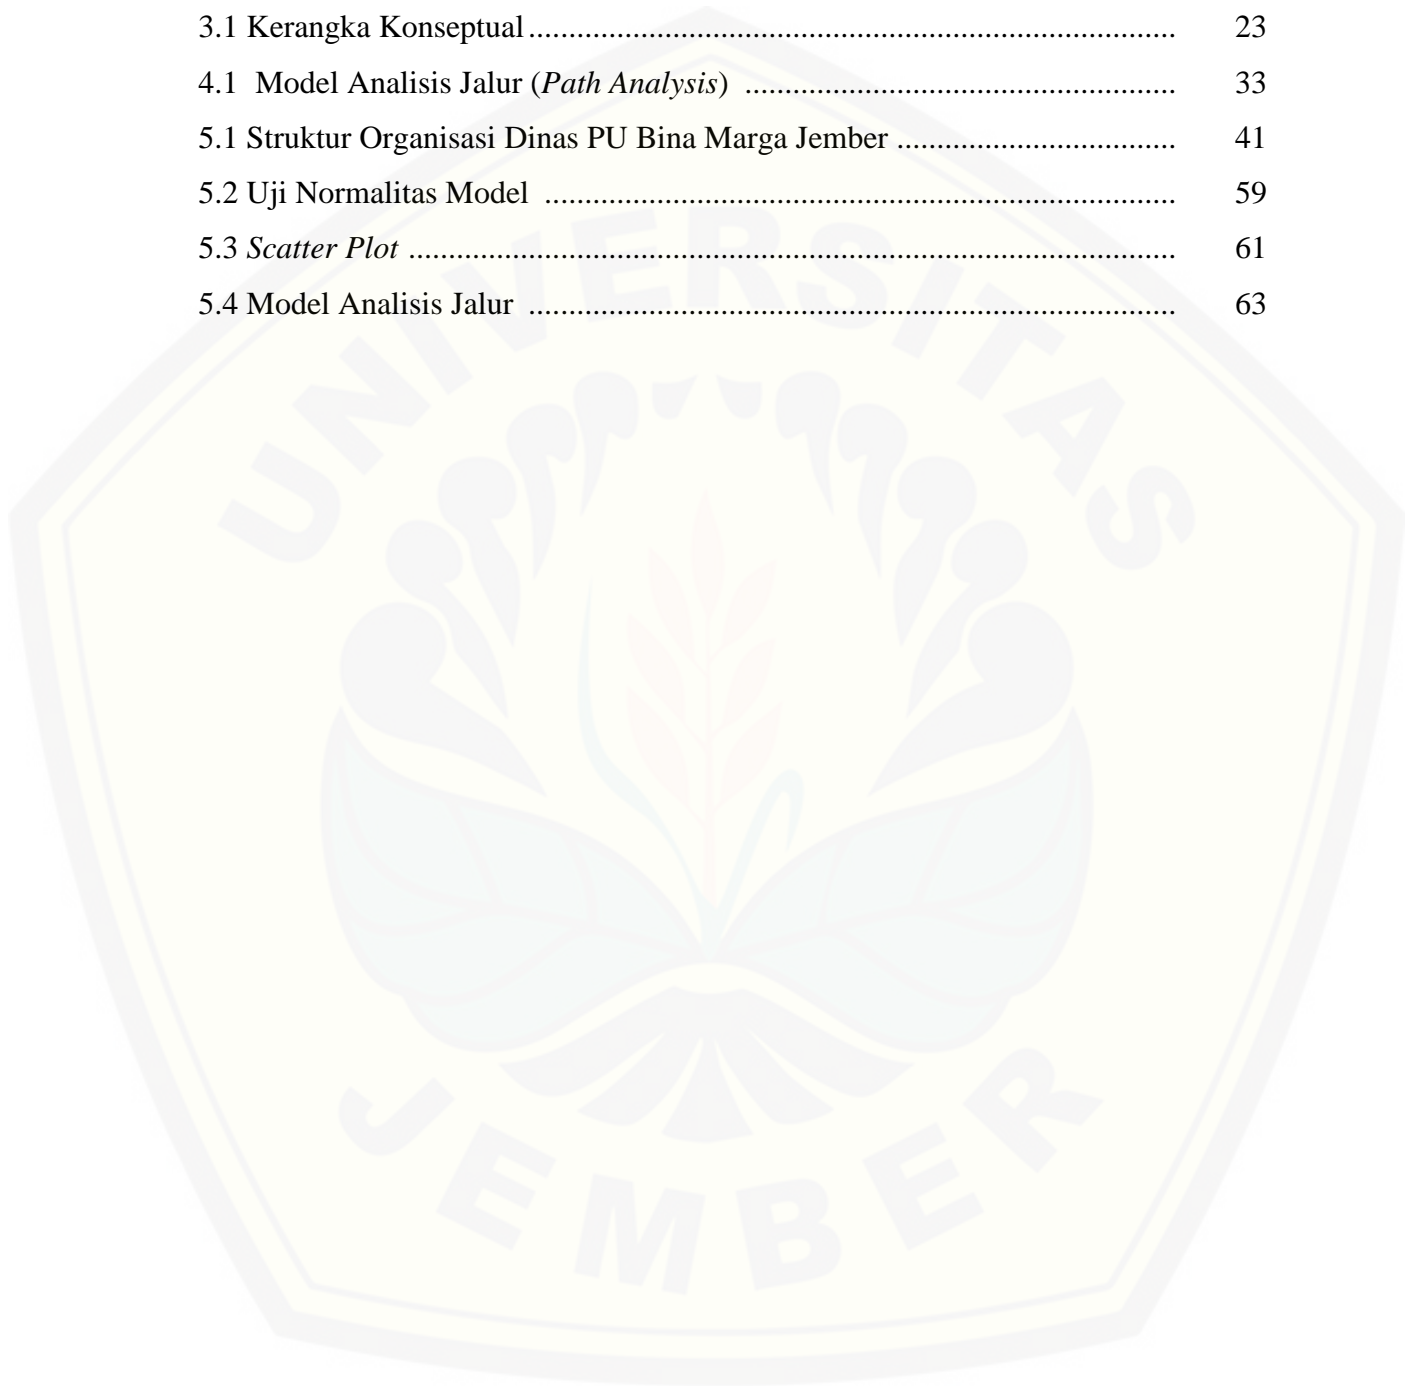 3.1 Kerangka Konseptual ................................................................................ 23
4.1 Model Analisis Jalur (Path Analysis) ..................................................... 33
5.1 Struktur Organisasi Dinas PU Bina Marga Jember .................................. 41
5.2 Uji Normalitas Model ............................................................................. 59
5.3 Scatter Plot .............................................................................................. 61
5.4 Model Analisis Jalur ............................................................................... 63
UNIVERSITAS
JEMBER